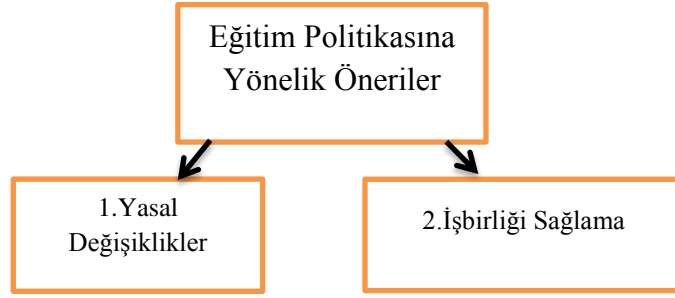 Eğitim Politikasına
Yönelik Öneriler
1.Yasal
Değişiklikler
2.İşbirliği Sağlama